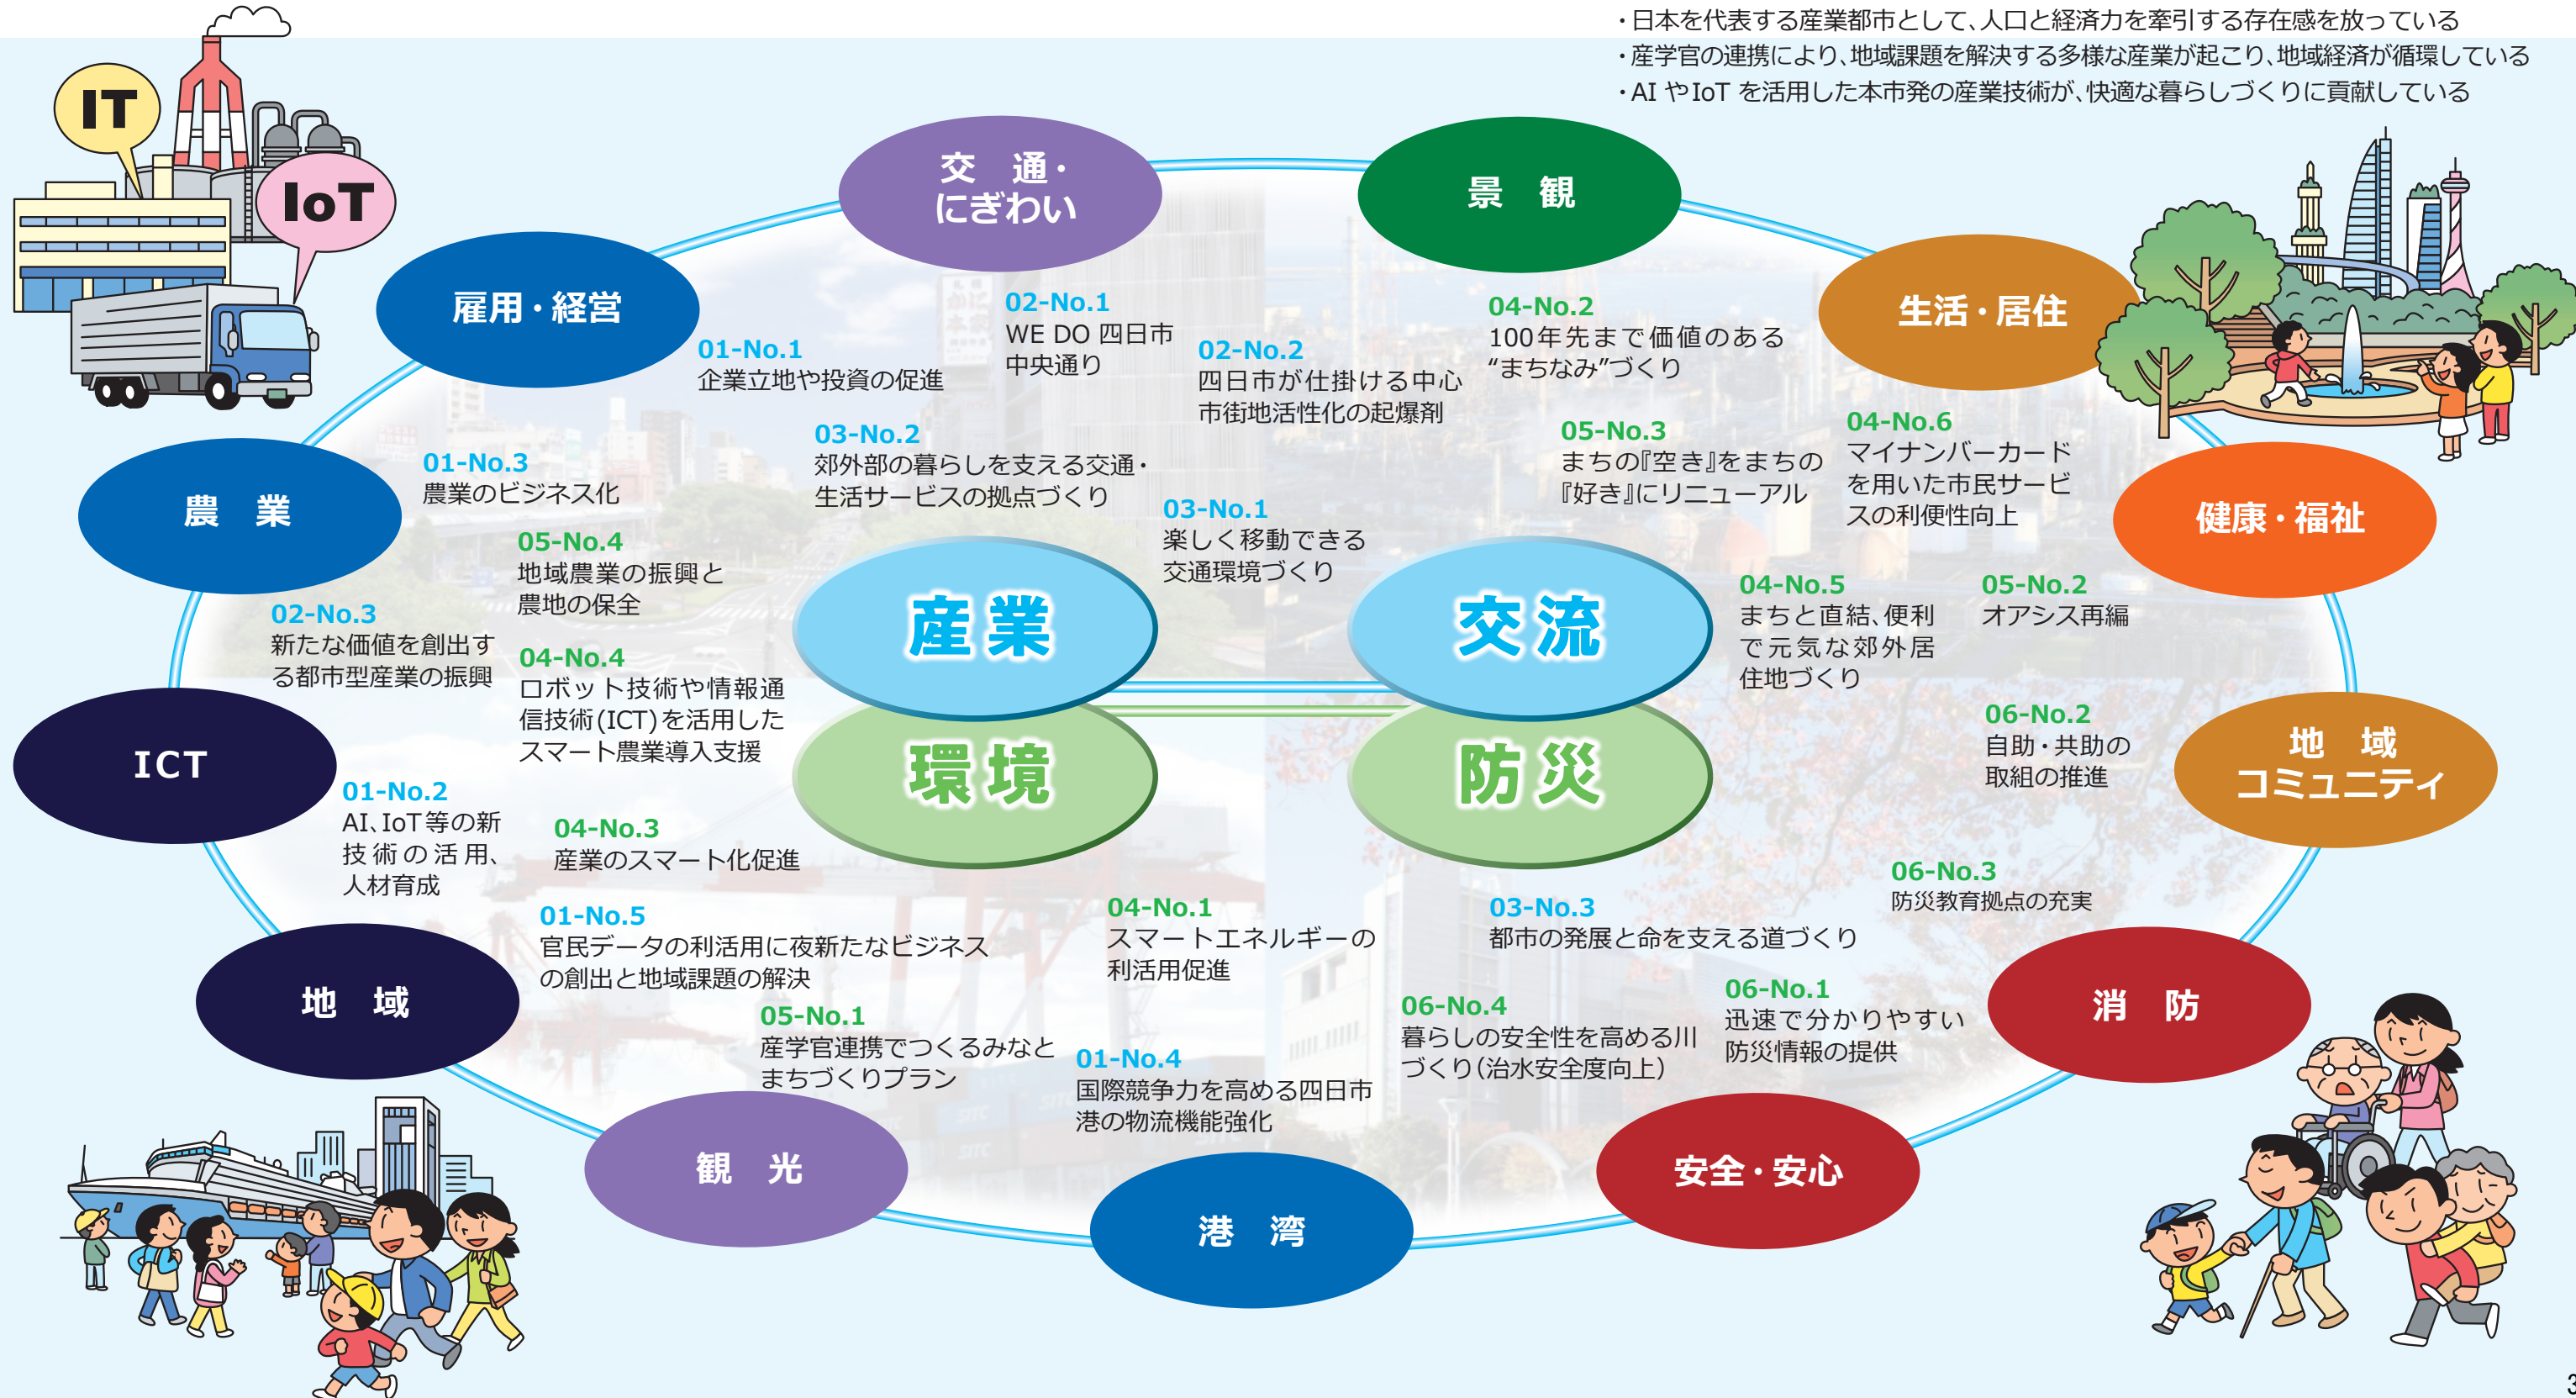 ・日本を代表する産業都市として、人口と経済力を牽引する存在感を放っている
・産学官の連携により、地域課題を解決する多様な産業が起こり、地域経済が循環している
・AI やIoT を活用した本市発の産業技術が、快適な暮らしづくりに貢献している
IT
IoT
交 通・
にぎわい
景 観
雇用・経営
生活・居住
01-No.1
企業立地や投資の促進
02-No.1
WE DO 四日市
中央通り
02-No.2
四日市が仕掛ける中心
市街地活性化の起爆剤
04-No.2
100年先まで価値のある
“まちなみ”づくり
農 業
01-No.3
農業のビジネス化
03-No.2
郊外部の暮らしを支える交通・
生活サービスの拠点づくり
03-No.1
楽しく移動できる
交通環境づくり
05-No.3
まちの『空き』をまちの
『好き』にリニューアル
04-No.6
マイナンバーカード
を用いた市民サービ
スの利便性向上
健康・福祉
05-No.4
地域農業の振興と
農地の保全
02-No.3
新たな価値を創出す
る都市型産業の振興
04-No.4
ロボット技術や情報通
信技術(ICT)を活用した
スマート農業導入支援
産業
交流
04-No.5
まちと直結、便利
で元気な郊外居
住地づくり
05-No.2
オアシス再編
ICT
環境
防災
06-No.2
自助・共助の
取組の推進
地 域
コミュニティ
01-No.2
AI、IoT等の新
技術の活用、
人材育成
04-No.3
産業のスマート化促進
06-No.3
防災教育拠点の充実
地 域
01-No.5
官民データの利活用に夜新たなビジネス
の創出と地域課題の解決
04-No.1
スマートエネルギーの
利活用促進
03-No.3
都市の発展と命を支える道づくり
消 防
05-No.1
産学官連携でつくるみなと
まちづくりプラン
01-No.4
国際競争力を高める四日市
港の物流機能強化
06-No.4
暮らしの安全性を高める川
づくり(治水安全度向上)
06-No.1
迅速で分かりやすい
防災情報の提供
観 光
港 湾
安全・安心